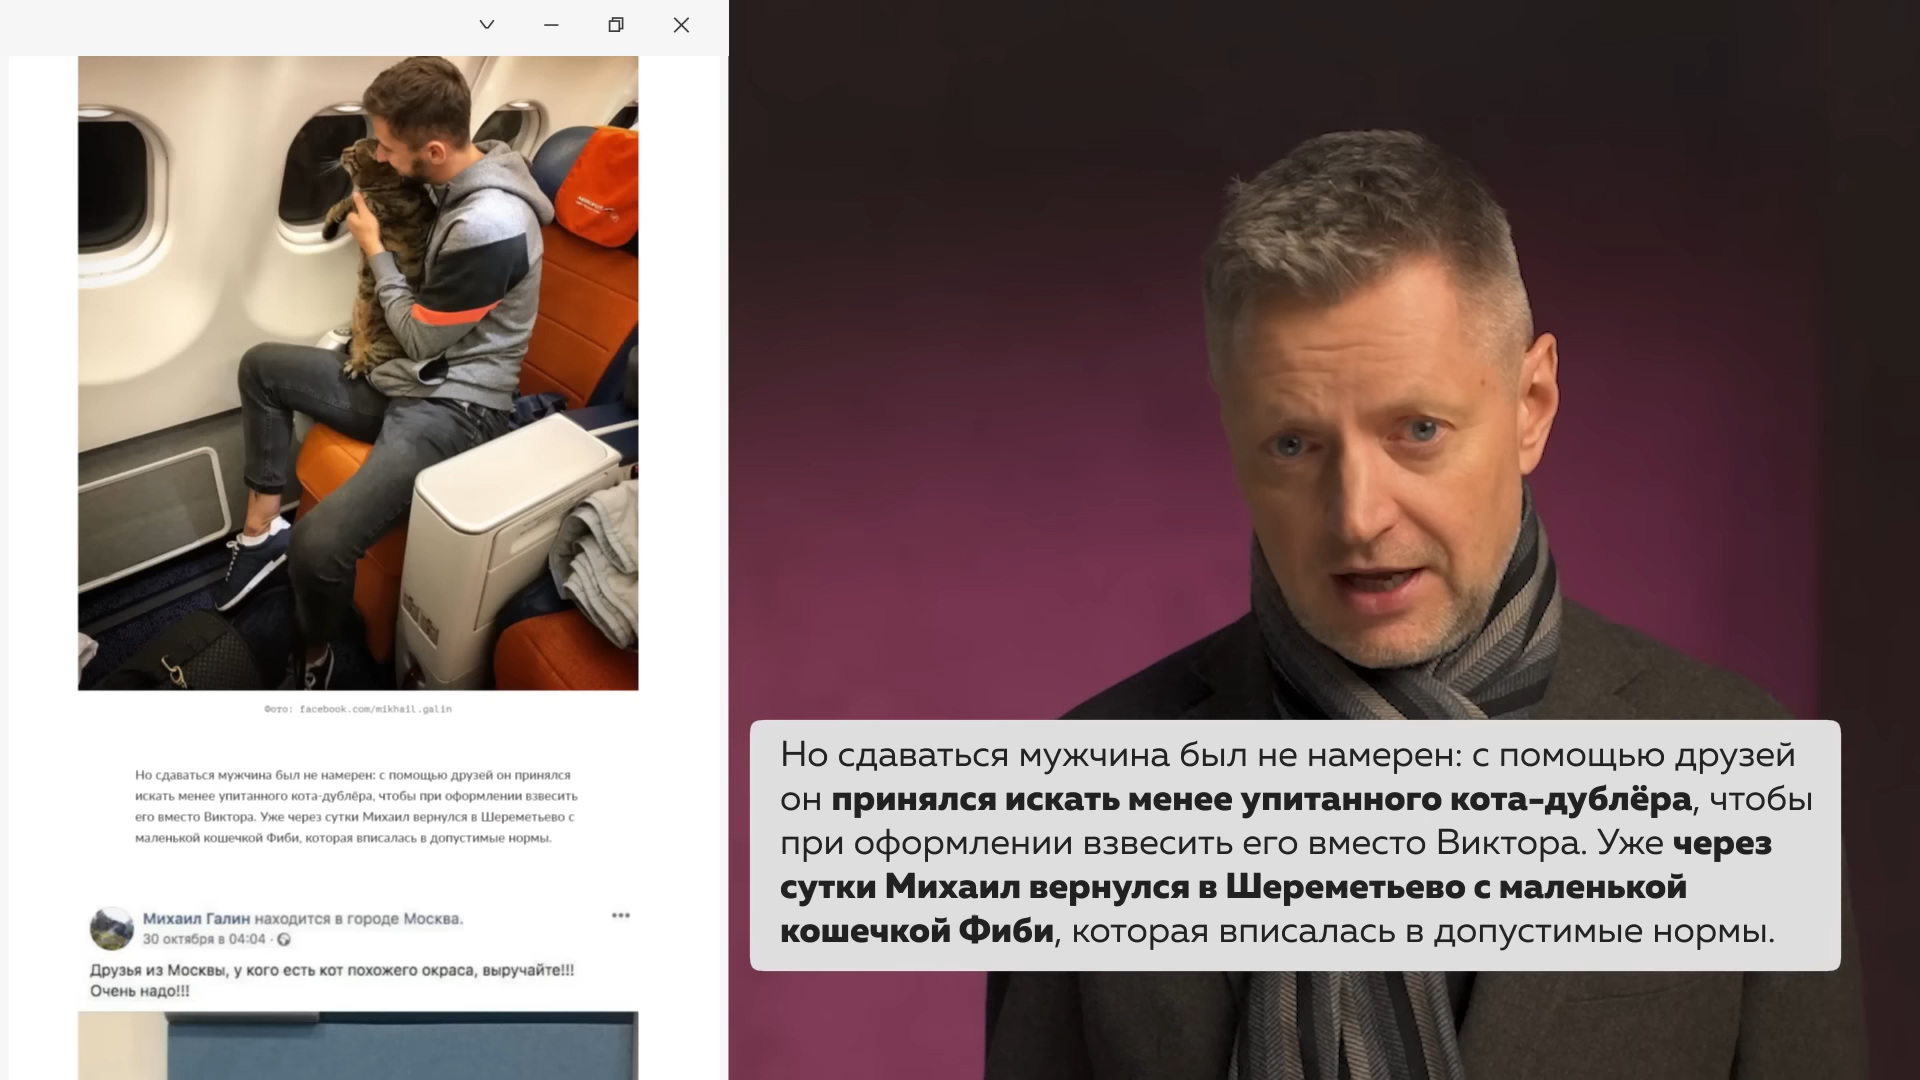 Фото: facebook.com/mikhail.galin
Но сдаваться мужчина был не намерен: с помощью друзей он принялся
искать менее упитанного кота-дублёра, чтобы при оформлении взвесить
его вместо Виктора. Уже через сутки Михаил вернулся в Шереметьево с
маленькой кошечкой Фиби, которая вписалась в допустимые нормы.
Михаил Галин находится в городе Москва.
30 октября в 04:04 ·
Друзья из Москвы, у кого есть кот похожего окраса, выручайте!!!
Очень надо!!!
Но сдаваться мужчина был не намерен: с помощью друзей
он принялся искать менее упитанного кота-дублёра, чтобы
при оформлении взвесить его вместо Виктора. Уже через
сутки Михаил вернулся в Шереметьево с маленькой
кошечкой Фиби, которая вписалась в допустимые нормы.